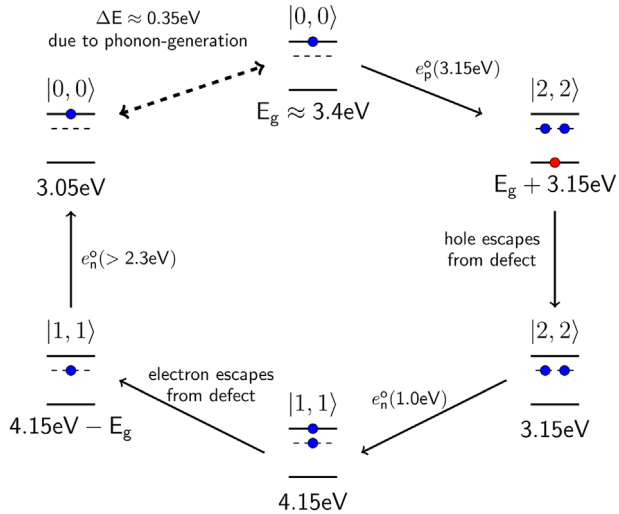 ΔE ≈ 0.35eV
due to phonon-generation
|0, 0⟩
E_g ≈ 3.4eV
e_p^o(3.15eV)
|2, 2⟩
E_g + 3.15eV
hole escapes
from defect
|2, 2⟩
3.15eV
e_n^o(1.0eV)
|1, 1⟩
4.15eV
electron escapes
from defect
|1, 1⟩
4.15eV − E_g
e_n^o(> 2.3eV)
|0, 0⟩
3.05eV